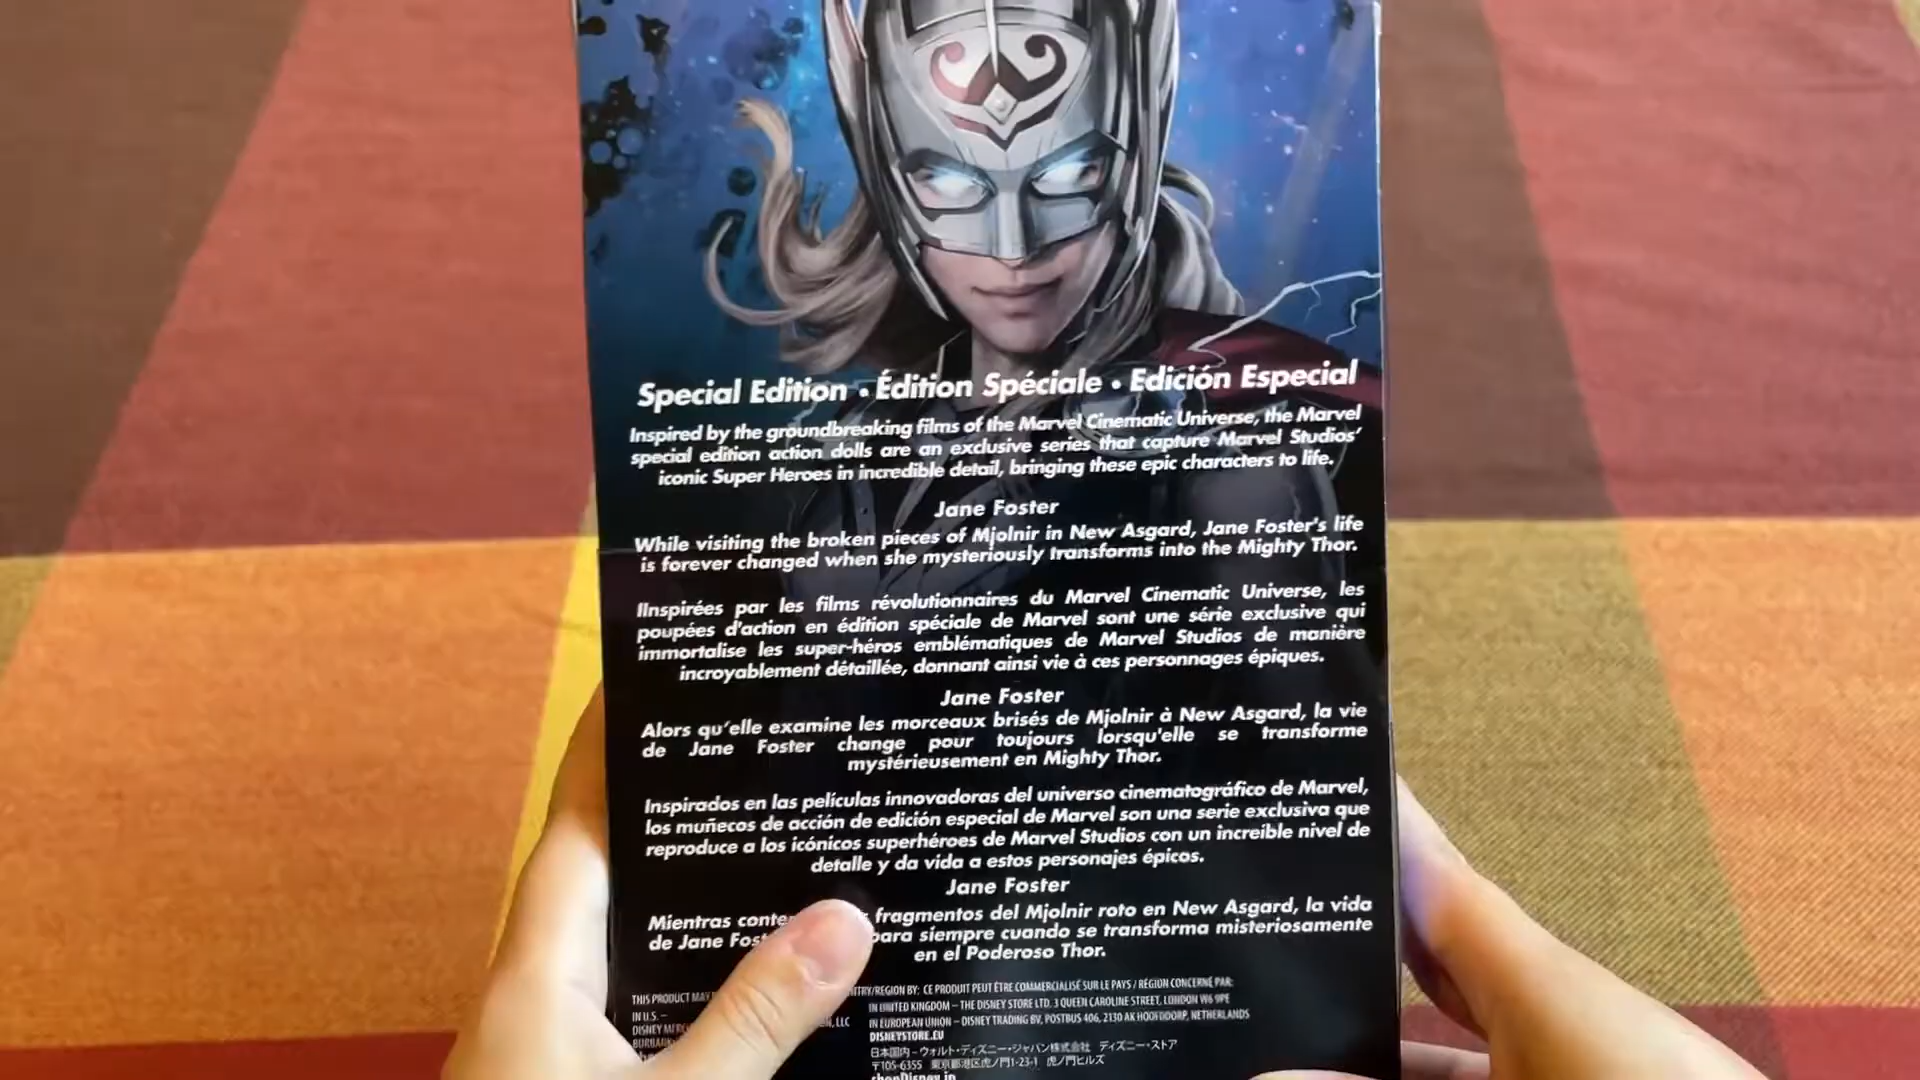 Special Edition • Édition Spéciale • Edición Especial
Inspired by the groundbreaking films of the Marvel Cinematic Universe, the Marvel
special edition action dolls are an exclusive series that capture Marvel Studios'
iconic Super Heroes in incredible detail, bringing these epic characters to life.
Jane Foster
While visiting the broken pieces of Mjolnir in New Asgard, Jane Foster's life
is forever changed when she mysteriously transforms into the Mighty Thor.
IInspirées par les films révolutionnaires du Marvel Cinematic Universe, les
poupées d'action en édition spéciale de Marvel sont une série exclusive qui
immortalise les super-héros emblématiques de Marvel Studios de manière
incroyablement détaillée, donnant ainsi vie à ces personnages épiques.
Jane Foster
Alors qu'elle examine les morceaux brisés de Mjolnir à New Asgard, la vie
de Jane Foster change pour toujours lorsqu'elle se transforme
mystérieusement en Mighty Thor.
Inspirados en las películas innovadoras del universo cinematográfico de Marvel,
los muñecos de acción de edición especial de Marvel son una serie exclusiva que
reproduce a los icónicos superhéroes de Marvel Studios con un increíble nivel de
detalle y da vida a estos personajes épicos.
Jane Foster
Mientras fragmentos del Mjolnir roto en New Asgard, la vida
de Jane para siempre cuando se transforma misteriosamente
en el Poderoso Thor.
THIS PRODUCT MAY /REGION BY: CE PRODUIT PEUT ÊTRE COMMERCIALISÉ SUR LE PAYS / RÉGION CONCERNÉ PAR:
IN U.S. –
DISNEY LLC
IN UNITED KINGDOM – THE DISNEY STORE LTD. 3 QUEEN CAROLINE STREET, LONDON W6 9PE
IN EUROPEAN UNION – DISNEY TRADING BV, POSTBUS 406, 2130 AK HOOFDDORP, NETHERLANDS
DISNEYSTORE.EU
日本国内 – ウォルト・ディズニー・ジャパン株式会社 ディズニー・ストア
〒105-6355 東京都港区虎ノ門1-23-1 虎ノ門ヒルズ
shopDisney.jp